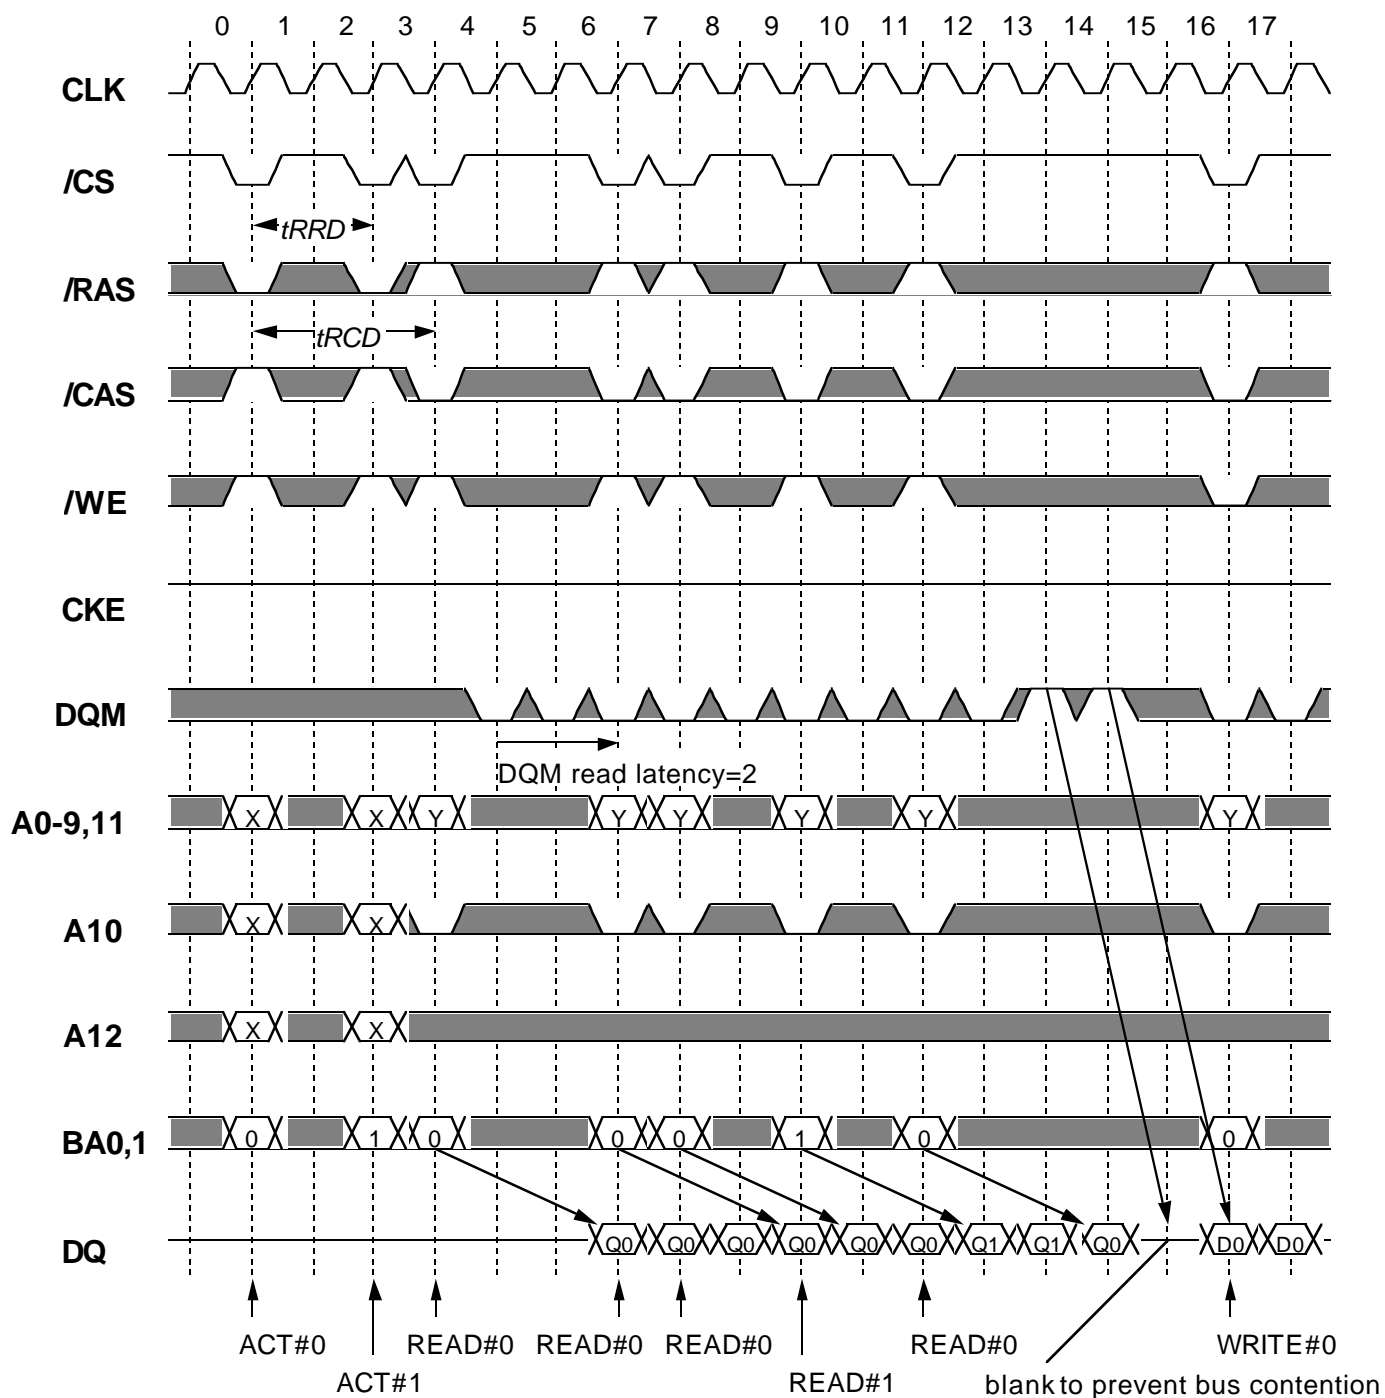 0 1 2 3 4 5 6 7 8 9 10 11 12 13 14 15 16 17
CLK
/CS
tRRD
/RAS
tRCD
/CAS
/WE
CKE
DQM
DQM read latency=2
A0-9,11 X X Y Y Y Y Y Y
A10 X X
A12 X X
BA0,1 0 1 0 0 0 1 0 0
DQ Q0 Q0 Q0 Q0 Q0 Q0 Q1 Q1 Q0 D0 D0
ACT#0 READ#0 READ#0 READ#0 READ#0 WRITE#0
ACT#1 READ#1 blank to prevent bus contention